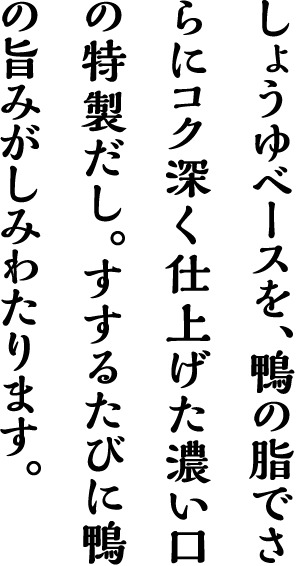 しょうゆベースを、鴨の脂でさ
らにコク深く仕上げた濃い口
の特製だし。すするたびに鴨
の旨みがしみわたります。